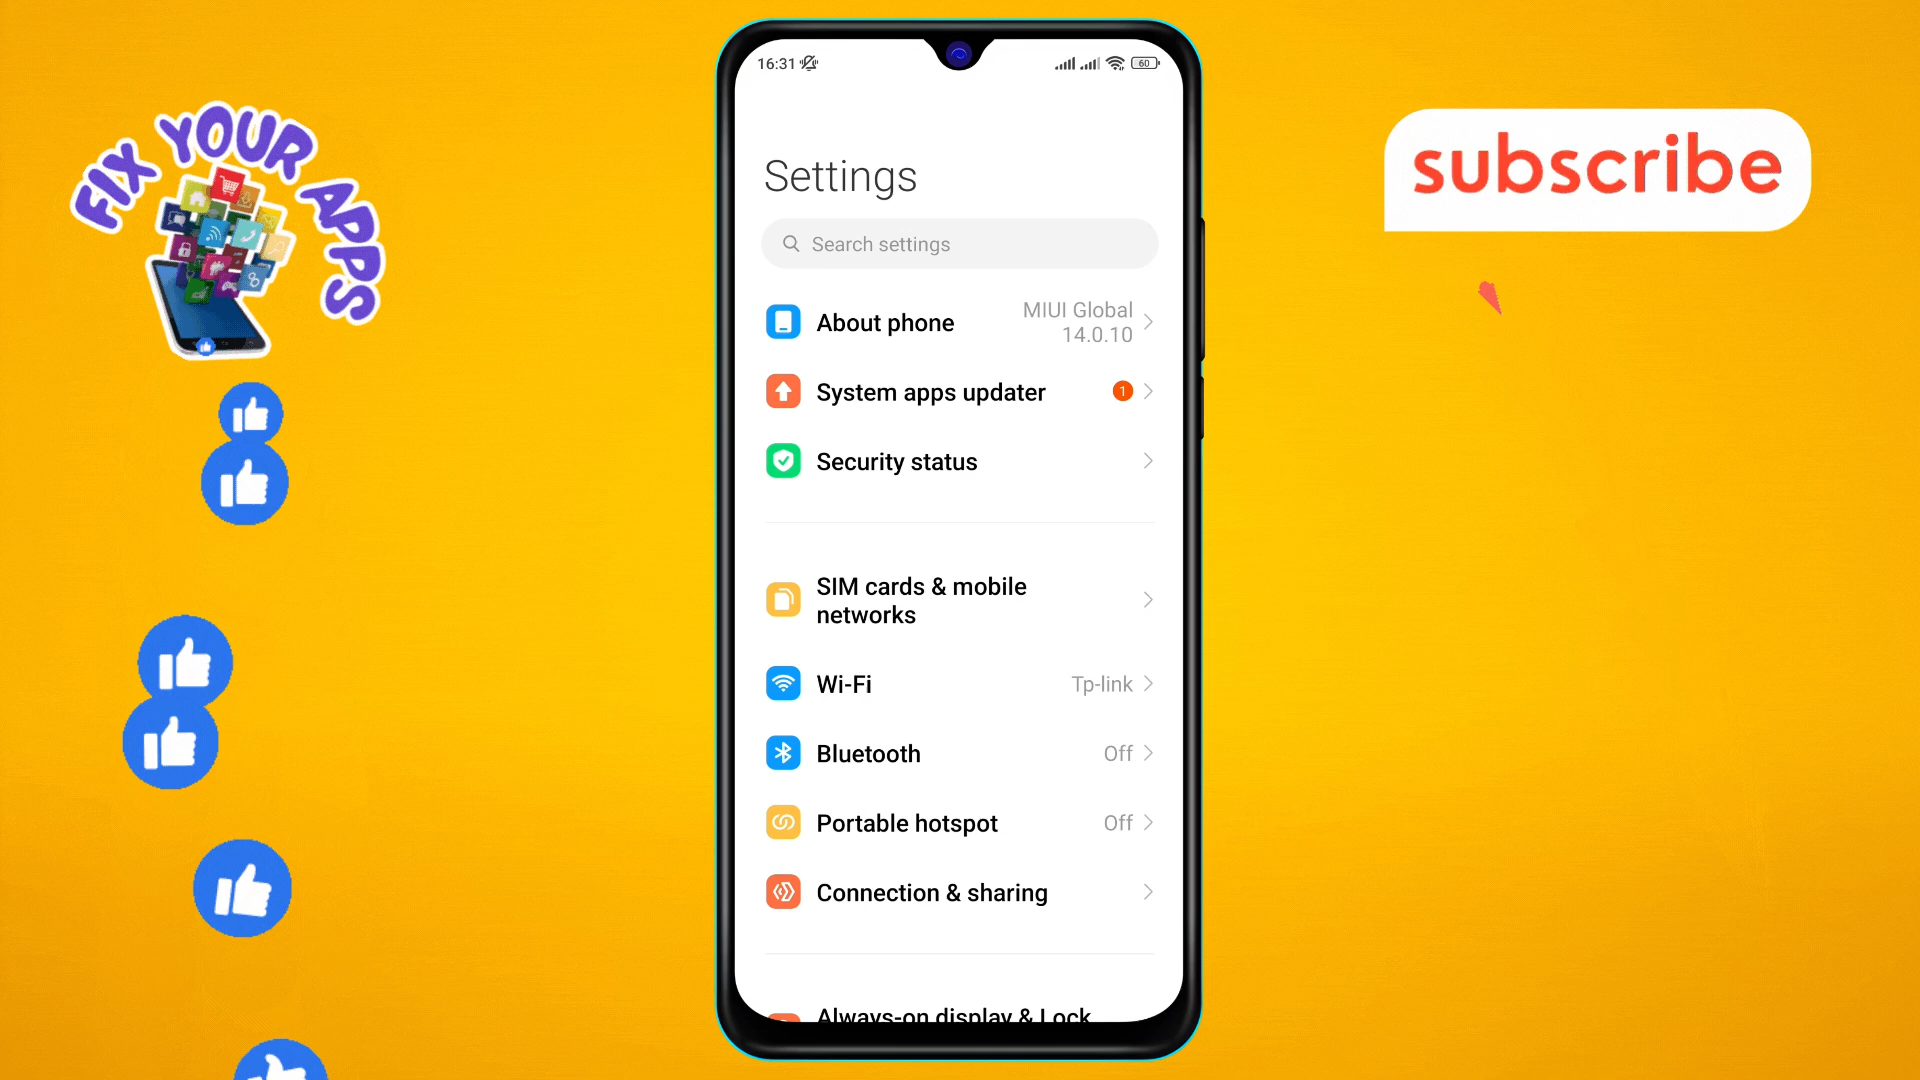 FIX YOUR APPS
subscribe
16:31
60
Settings
Search settings
About phone
MIUI Global
14.0.10
System apps updater
1
Security status
SIM cards & mobile
networks
Wi-Fi
Tp-link
Bluetooth
Off
Portable hotspot
Off
Connection & sharing
Always-on display & Lock